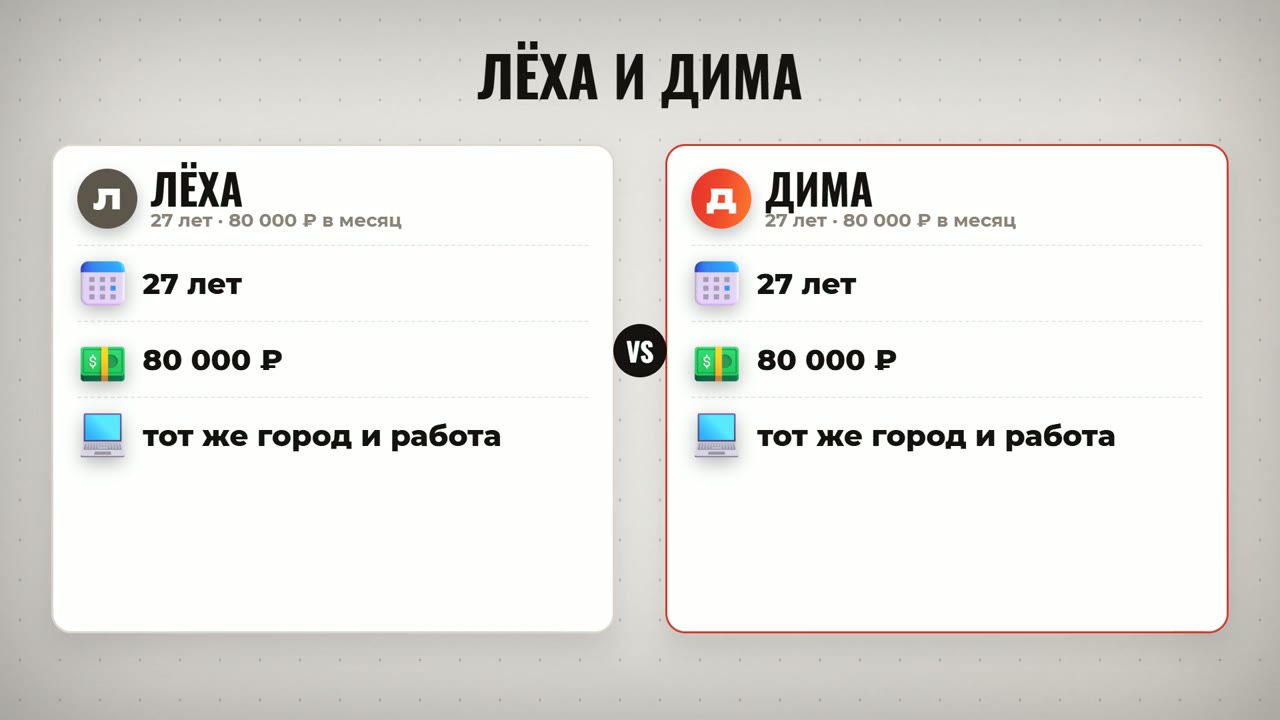 ЛЁХА И ДИМА
Л
ЛЁХА
27 лет · 80 000 ₽ в месяц
27 лет
80 000 ₽
тот же город и работа
VS
Д
ДИМА
27 лет · 80 000 ₽ в месяц
27 лет
80 000 ₽
тот же город и работа